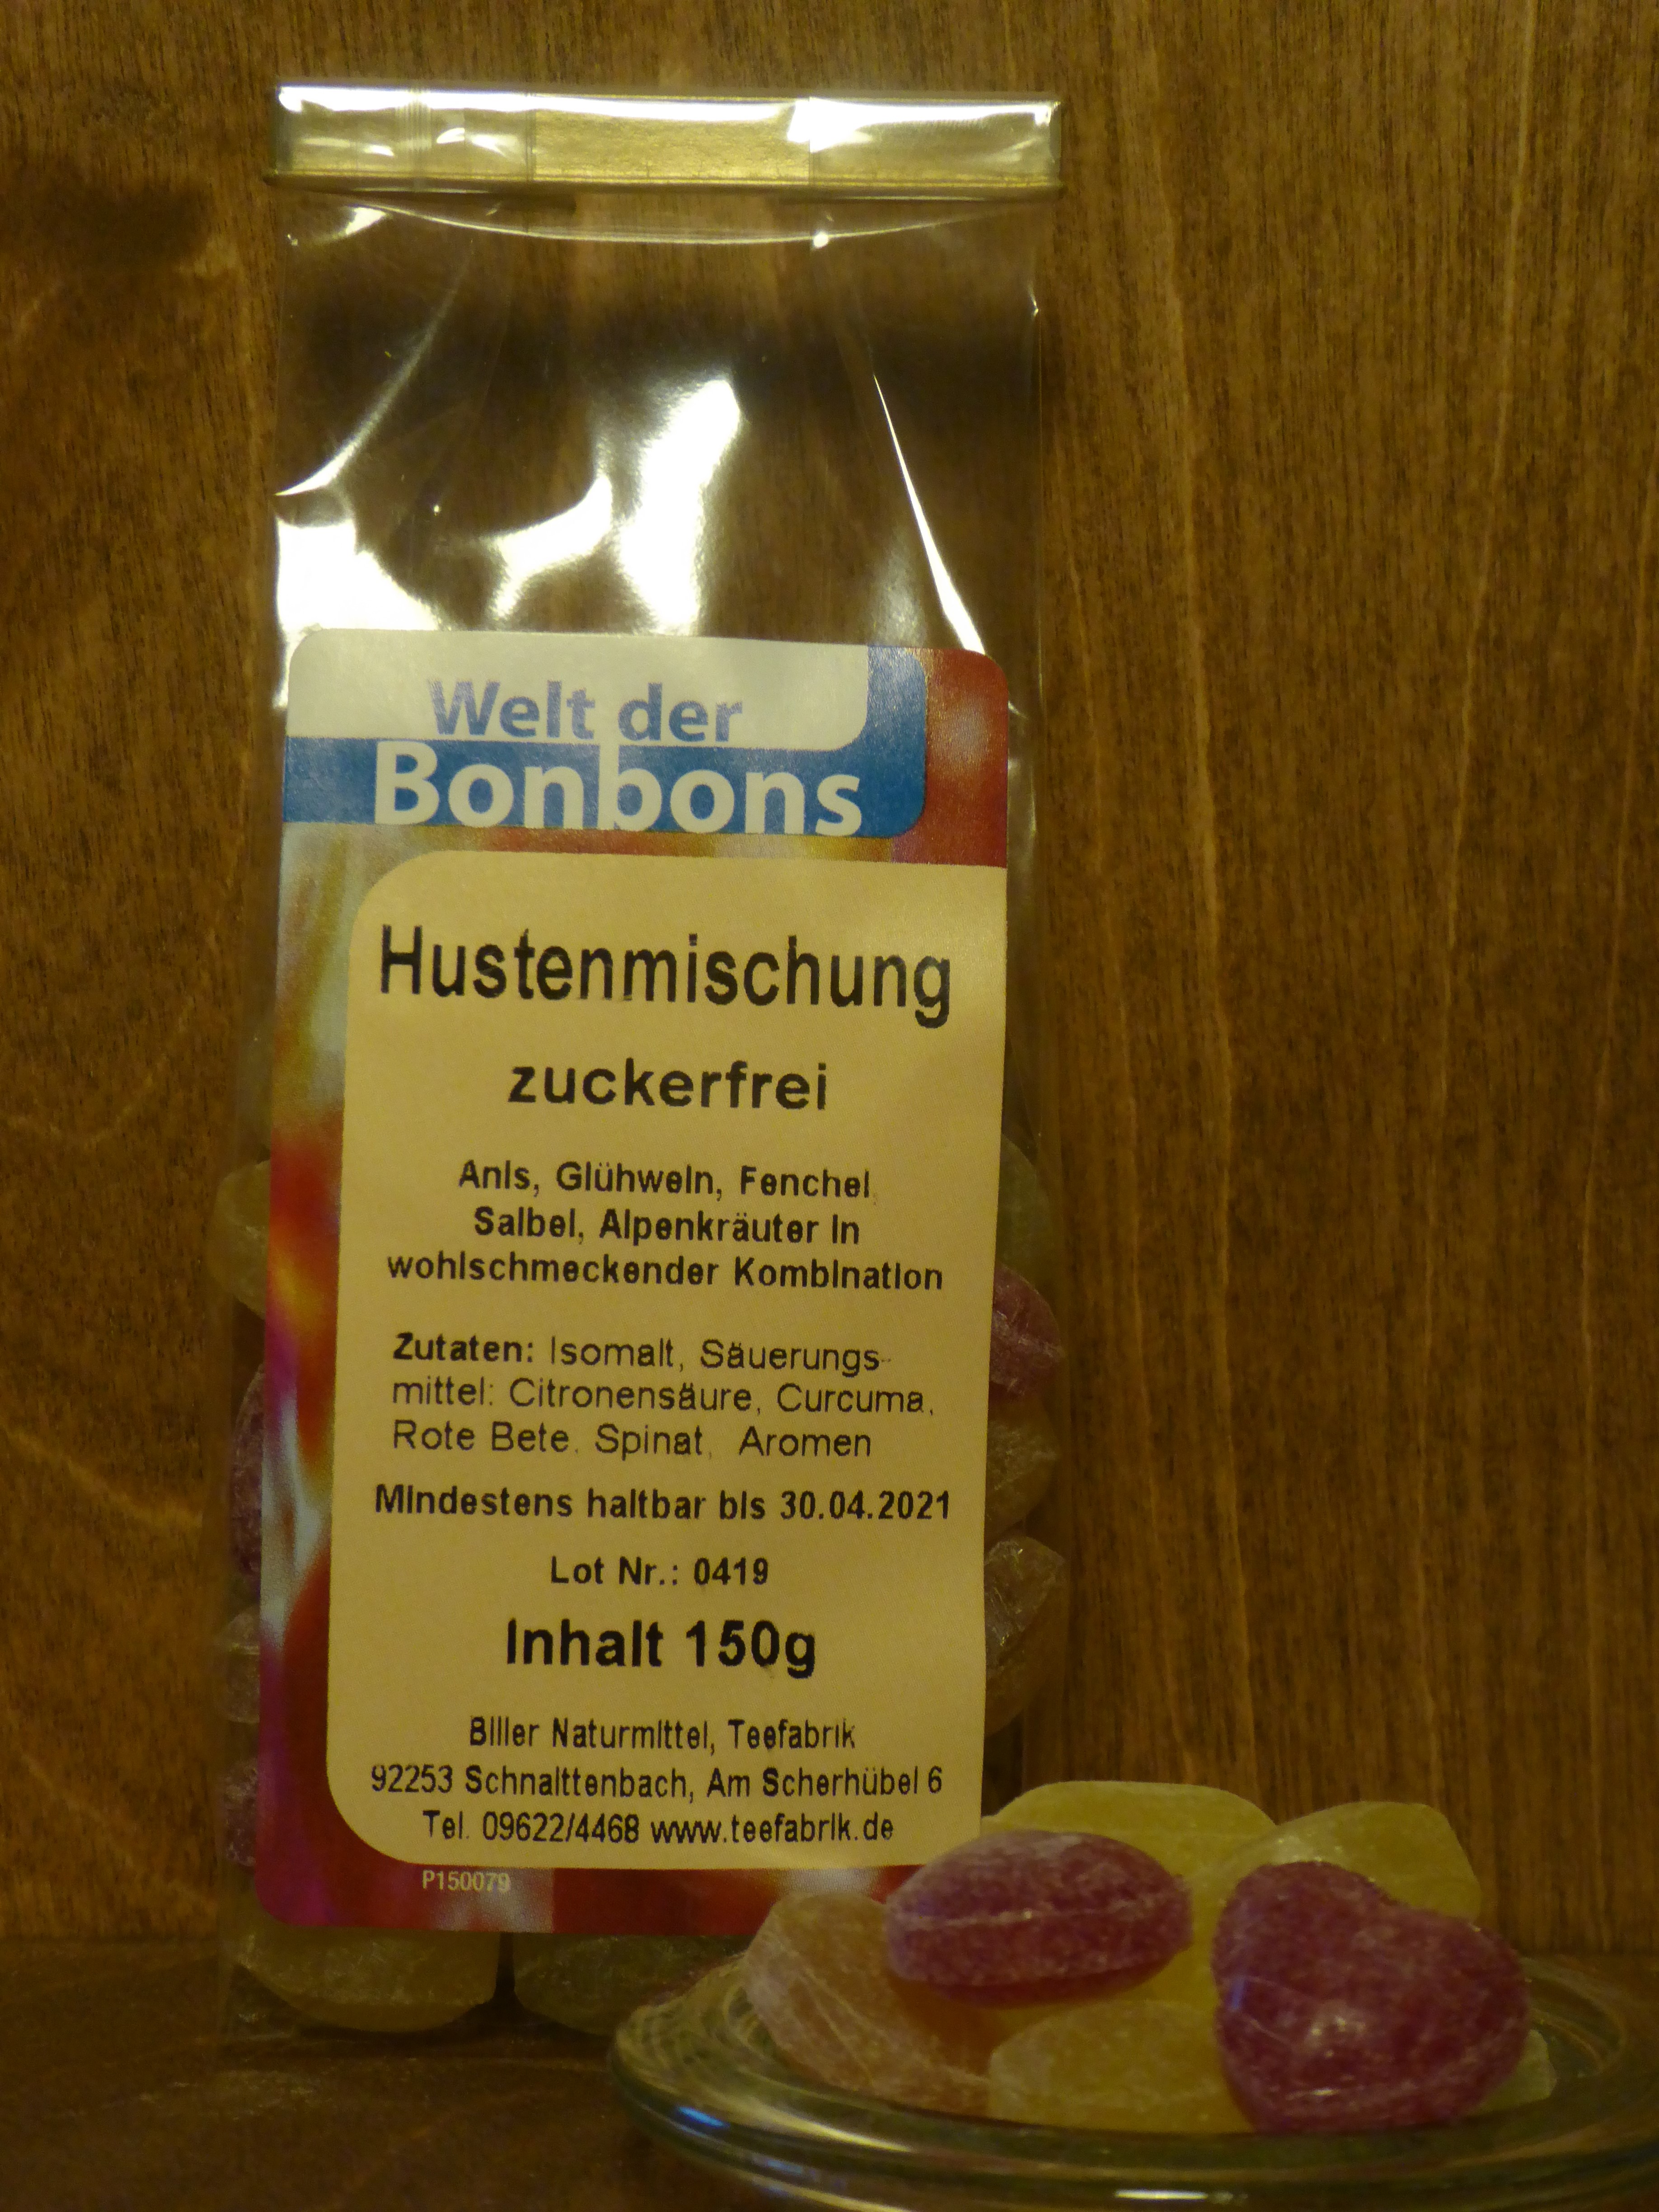 Welt der
Bonbons
Hustenmischung
zuckerfrei
Anis, Glühwein, Fenchel,
Salbei, Alpenkräuter in
wohlschmeckender Kombination
Zutaten: Isomalt, Säuerungs-
mittel: Citronensäure, Curcuma,
Rote Bete, Spinat, Aromen
Mindestens haltbar bis 30.04.2021
Lot Nr.: 0419
Inhalt 150g
Biller Naturmittel, Teefabrik
92253 Schnaittenbach, Am Scherhübel 6
Tel. 09622/4468 www.teefabrik.de
P150079